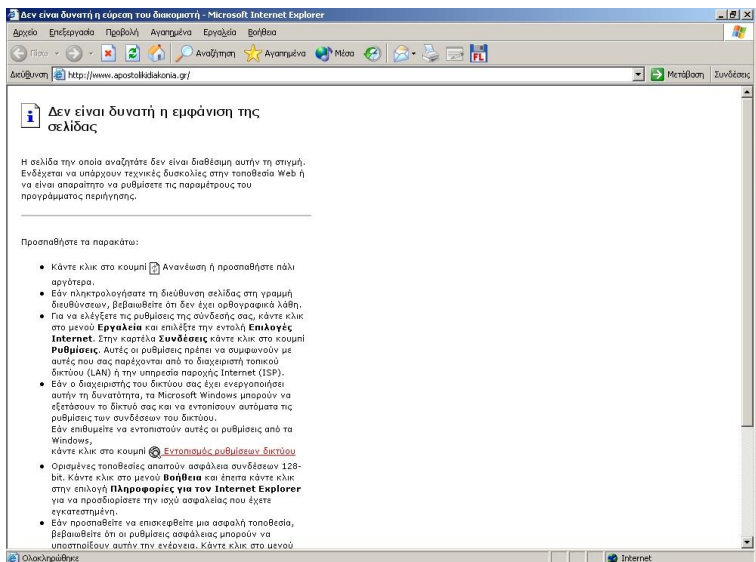 Δεν είναι δυνατή η εύρεση του διακομιστή - Microsoft Internet Explorer
Αρχείο Επεξεργασία Προβολή Αγαπημένα Εργαλεία Βοήθεια
Πίσω Αναζήτηση Αγαπημένα Μέσα
Διεύθυνση http://www.apostolikidiakonia.gr/ Μετάβαση Συνδέσεις
Δεν είναι δυνατή η εμφάνιση της
σελίδας
Η σελίδα την οποία αναζητάτε δεν είναι διαθέσιμη αυτήν τη στιγμή.
Ενδέχεται να υπάρχουν τεχνικές δυσκολίες στην τοποθεσία Web ή
να είναι απαραίτητο να ρυθμίσετε τις παραμέτρους του
προγράμματος περιήγησης.
Προσπαθήστε τα παρακάτω:
Κάντε κλικ στο κουμπί Ανανέωση ή προσπαθήστε πάλι
αργότερα.
Εάν πληκτρολογήσατε τη διεύθυνση σελίδας στη γραμμή
διευθύνσεων, βεβαιωθείτε ότι δεν έχει ορθογραφικά λάθη.
Για να ελέγξετε τις ρυθμίσεις της σύνδεσής σας, κάντε κλικ
στο μενού Εργαλεία και επιλέξτε την εντολή Επιλογές
Internet. Στην καρτέλα Συνδέσεις κάντε κλικ στο κουμπί
Ρυθμίσεις. Αυτές οι ρυθμίσεις πρέπει να συμφωνούν με
αυτές που σας παρέχονται από το διαχειριστή τοπικού
δικτύου (LAN) ή την υπηρεσία παροχής Internet (ISP).
Εάν ο διαχειριστής του δικτύου σας έχει ενεργοποιήσει
αυτήν τη δυνατότητα, τα Microsoft Windows μπορούν να
εξετάσουν το δίκτυό σας και να εντοπίσουν αυτόματα τις
ρυθμίσεις των συνδέσεων του δικτύου.
Εάν επιθυμείτε να εντοπιστούν αυτές οι ρυθμίσεις από τα
Windows,
κάντε κλικ στο κουμπί Εντοπισμός ρυθμίσεων δικτύου
Ορισμένες τοποθεσίες απαιτούν ασφάλεια συνδέσεων 128-
bit. Κάντε κλικ στο μενού Βοήθεια και έπειτα κάντε κλικ
στην επιλογή Πληροφορίες για τον Internet Explorer
για να προσδιορίσετε την ισχύ ασφαλείας που έχετε
εγκατεστημένη.
Εάν προσπαθείτε να επισκεφθείτε μια ασφαλή τοποθεσία,
βεβαιωθείτε ότι οι ρυθμίσεις ασφάλειας μπορούν να
υποστηρίξουν αυτήν την ενέργεια. Κάντε κλικ στο μενού
Ολοκληρώθηκε Internet